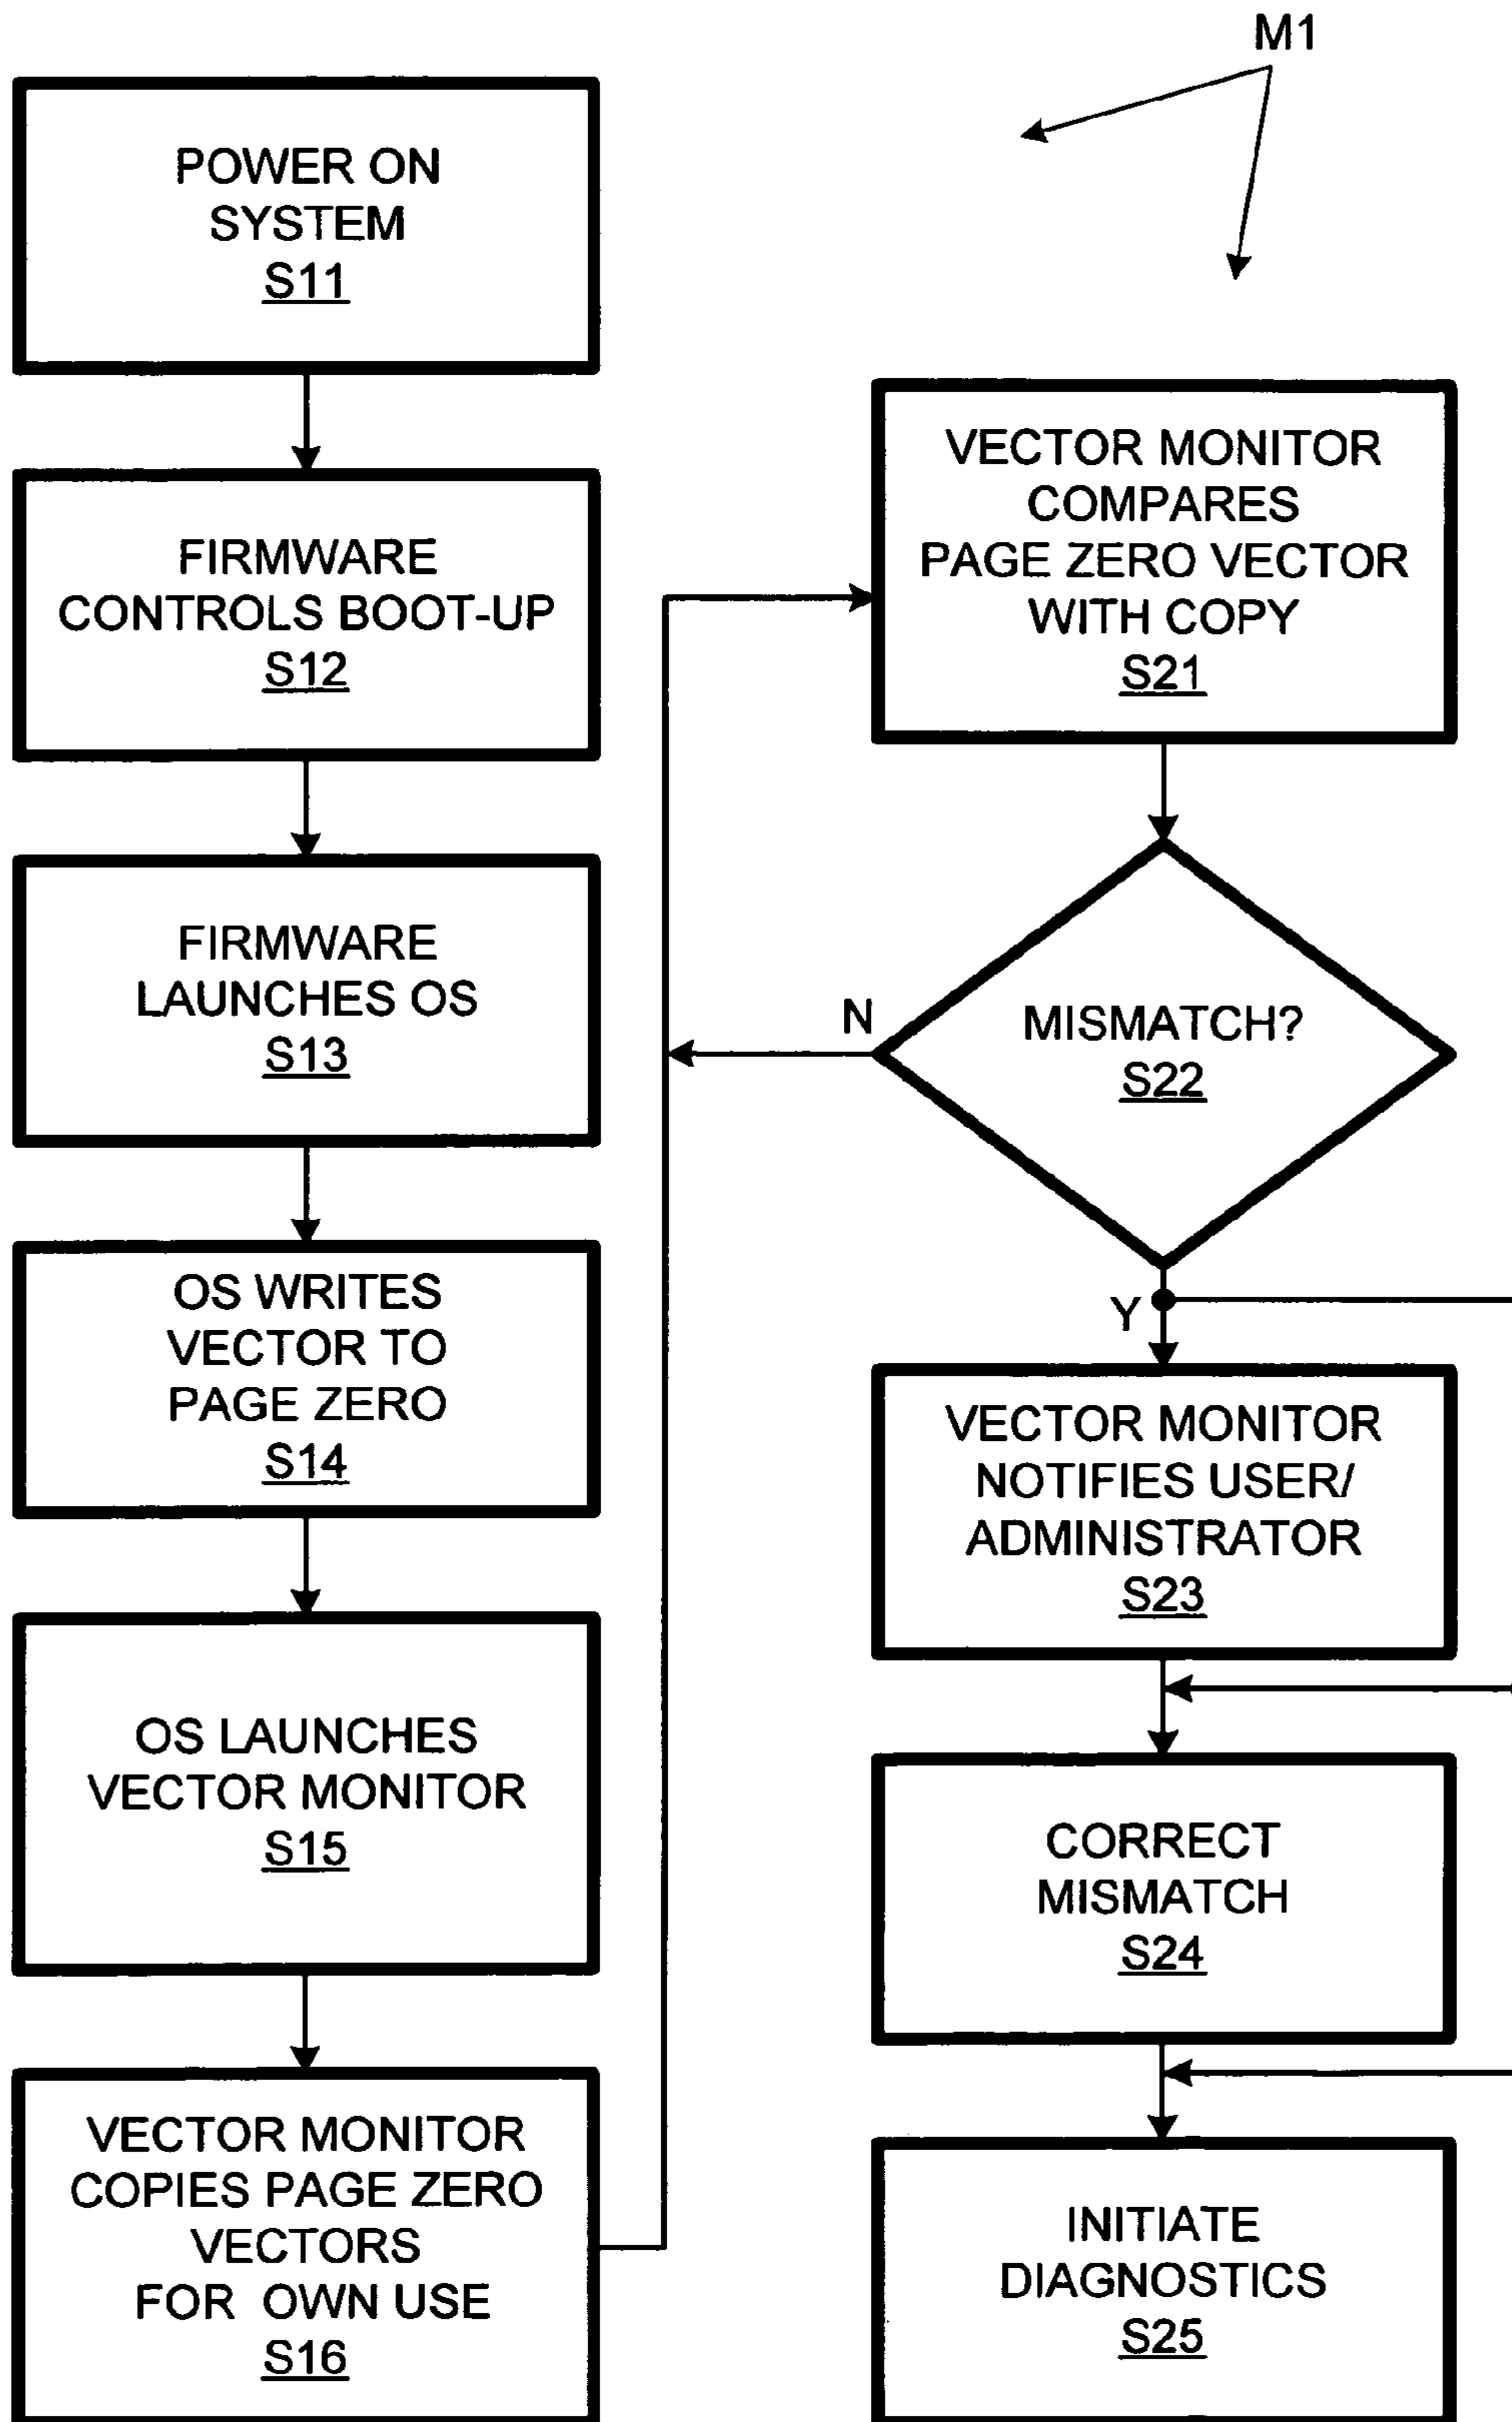 M1
POWER ON
SYSTEM
S11
FIRMWARE
CONTROLS BOOT-UP
S12
FIRMWARE
LAUNCHES OS
S13
OS WRITES
VECTOR TO
PAGE ZERO
S14
OS LAUNCHES
VECTOR MONITOR
S15
VECTOR MONITOR
COPIES PAGE ZERO
VECTORS
FOR OWN USE
S16
VECTOR MONITOR
COMPARES
PAGE ZERO VECTOR
WITH COPY
S21
MISMATCH?
S22
N
Y
VECTOR MONITOR
NOTIFIES USER/
ADMINISTRATOR
S23
CORRECT
MISMATCH
S24
INITIATE
DIAGNOSTICS
S25